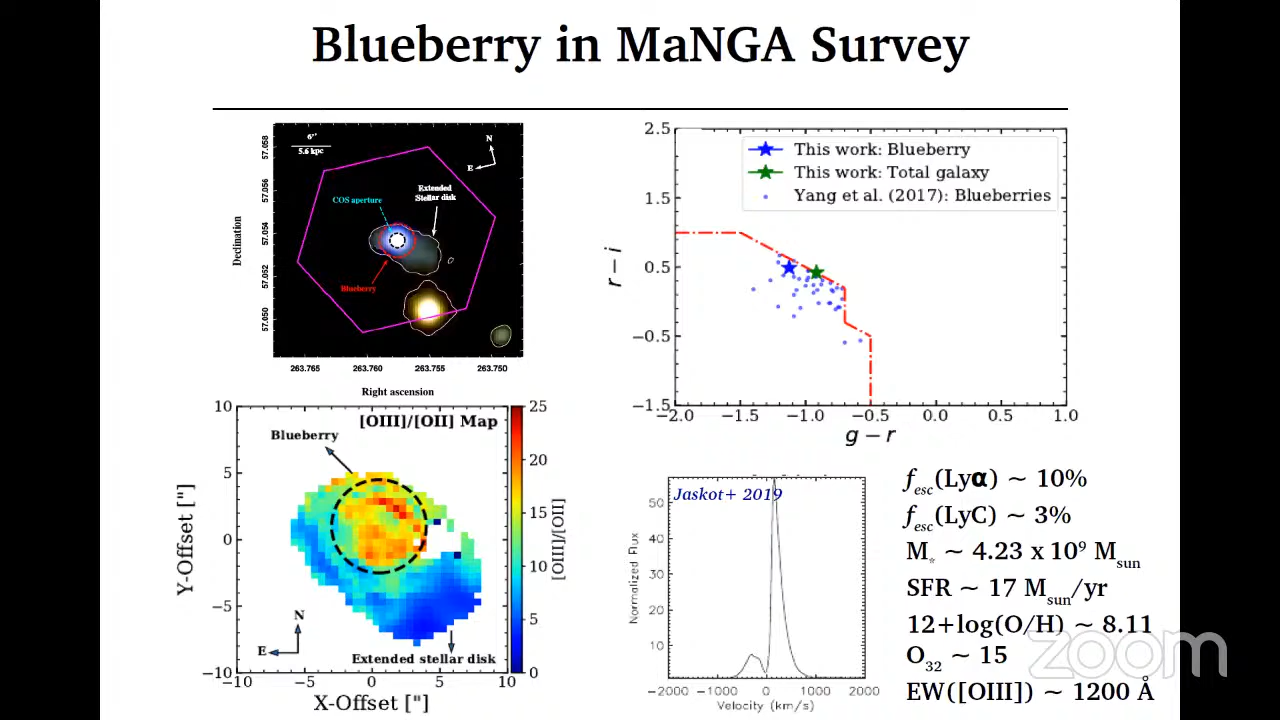 Blueberry in MaNGA Survey
6''
5.6 kpc
N
E
Extended
Stellar disk
COS aperture
Blueberry
57.058
57.056
57.054
57.052
57.050
Declination
263.765
263.760
263.755
263.750
Right ascension
2.5
1.5
0.5
−0.5
−1.5
r − i
This work: Blueberry
This work: Total galaxy
Yang et al. (2017): Blueberries
−2.0
−1.5
−1.0
−0.5
0.0
0.5
1.0
g − r
[OIII]/[OII] Map
Blueberry
10
5
0
−5
−10
Y-Offset ["]
N
E
Extended stellar disk
−10
−5
0
5
10
X-Offset ["]
25
20
15
10
5
0
[OIII]/[OII]
Jaskot+ 2019
50
40
30
20
10
Normalized Flux
−2000
−1000
0
1000
2000
Velocity (km/s)
fesc(Lyα) ~ 10%
fesc(LyC) ~ 3%
M* ~ 4.23 x 10⁹ Msun
SFR ~ 17 Msun/yr
12+log(O/H) ~ 8.11
O32 ~ 15
EW([OIII]) ~ 1200 Å
zoom